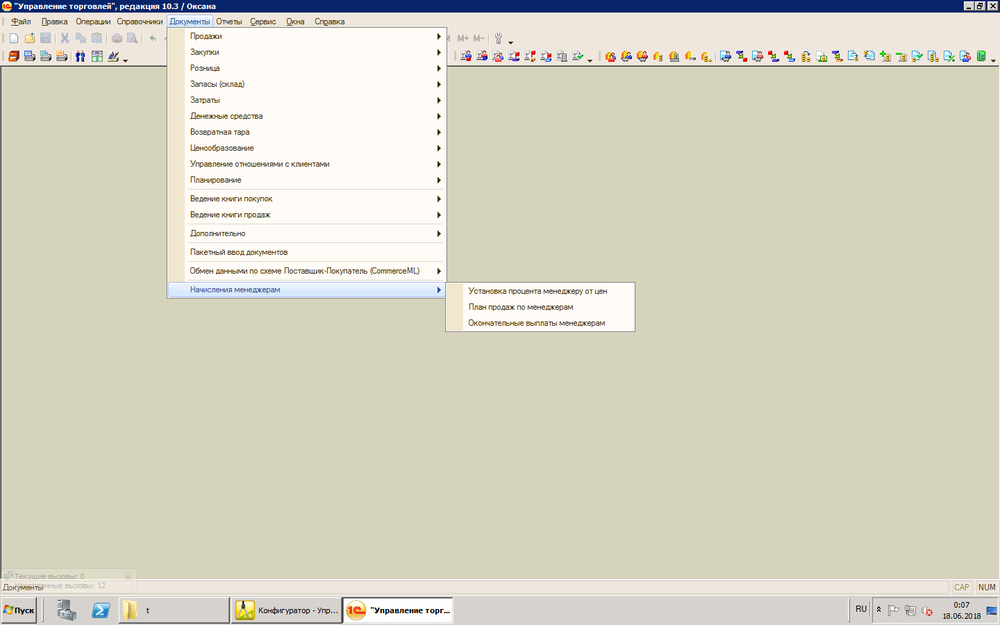 "Управление торговлей", редакция 10.3 / Оксана
Файл Правка Операции Справочники Документы Отчеты Сервис Окна Справка
M+ M-
Продажи
Закупки
Розница
Запасы (склад)
Затраты
Денежные средства
Возвратная тара
Ценообразование
Управление отношениями с клиентами
Планирование
Ведение книги покупок
Ведение книги продаж
Дополнительно
Пакетный ввод документов
Обмен данными по схеме Поставщик-Покупатель (CommerceML)
Начисления менеджерам
Установка процента менеджеру от цен
План продаж по менеджерам
Окончательные выплаты менеджерам
Текущие вызовы: 0
Накопленные вызовы: 12
Документы
CAP NUM
Пуск
t
Конфигуратор - Упр...
"Управление торг...
RU
0:07
18.06.2018